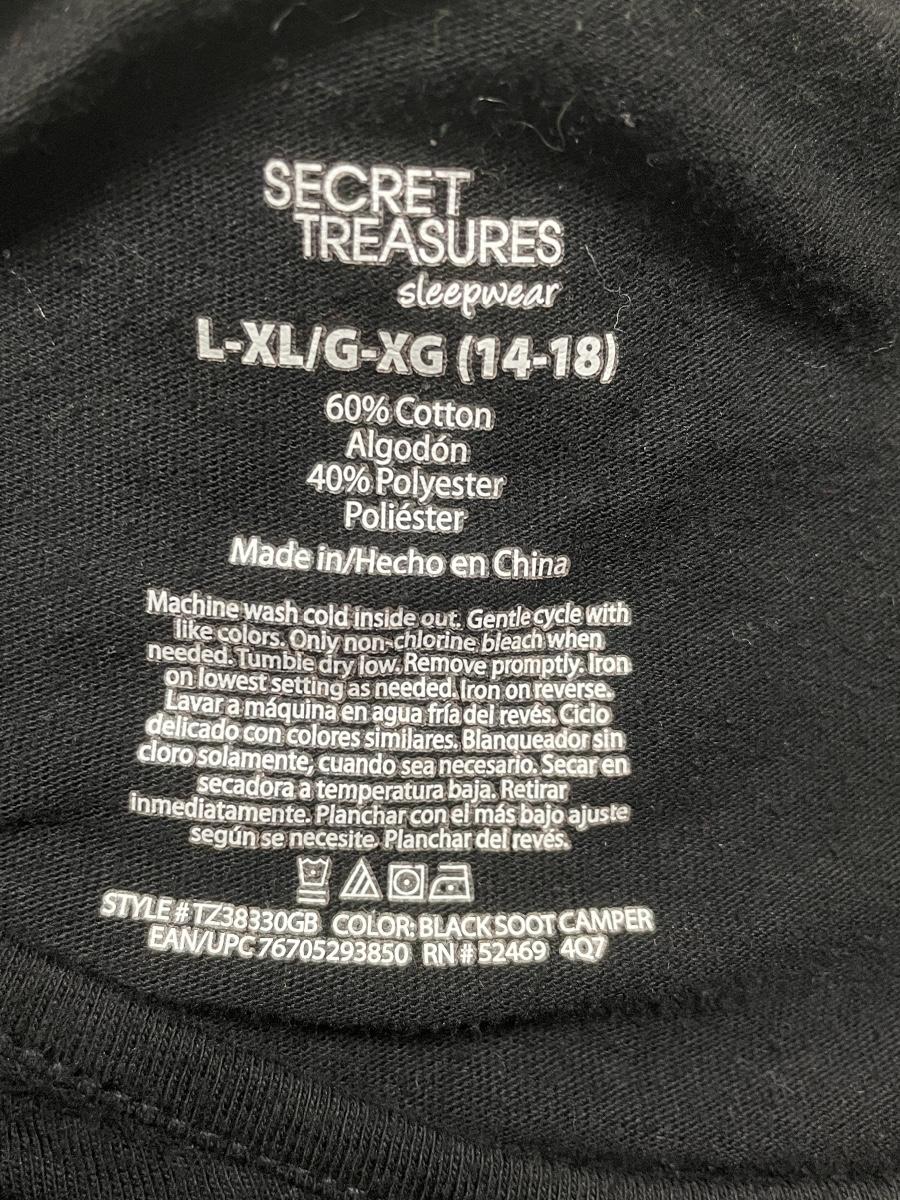 SECRET
TREASURES
sleepwear
L-XL/G-XG (14-18)
60% Cotton
Algodón
40% Polyester
Poliéster
Made in/Hecho en China
Machine wash cold inside out. Gentle cycle with
like colors. Only non-chlorine bleach when
needed. Tumble dry low. Remove promptly. Iron
on lowest setting as needed. Iron on reverse.
Lavar a máquina en agua fría del revés. Ciclo
delicado con colores similares. Blanqueador sin
cloro solamente, cuando sea necesario. Secar en
secadora a temperatura baja. Retirar
inmediatamente. Planchar con el más bajo ajuste
según se necesite. Planchar del revés.
STYLE # TZ38330GB COLOR: BLACK SOOT CAMPER
EAN/UPC 76705293850 RN # 52469 4Q7